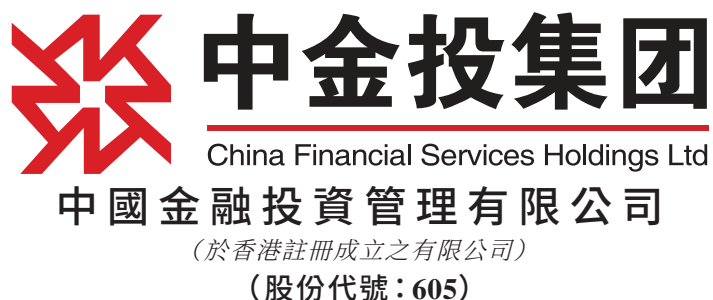 中金投集团
China Financial Services Holdings Ltd
中國金融投資管理有限公司
（於香港註冊成立之有限公司）
（股份代號：605）